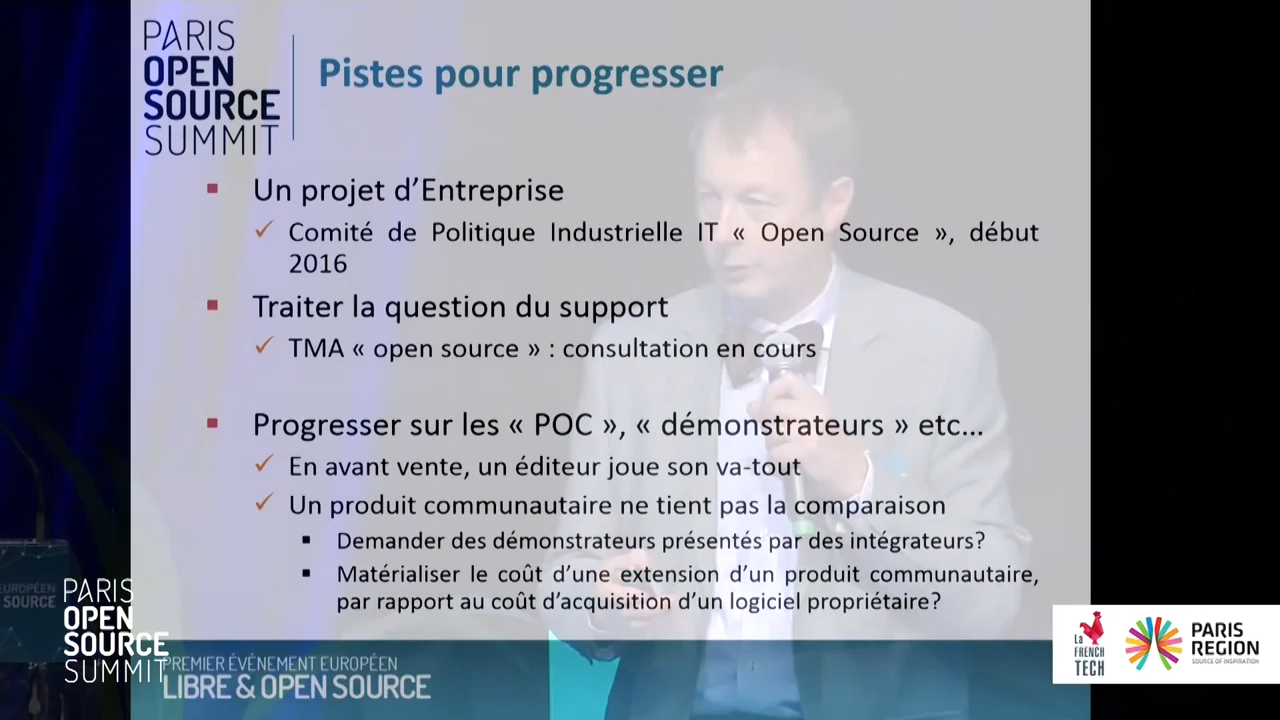 PARIS
OPEN
SOURCE
SUMMIT
Pistes pour progresser
Un projet d’Entreprise
Comité de Politique Industrielle IT « Open Source », début
2016
Traiter la question du support
TMA « open source » : consultation en cours
Progresser sur les « POC », « démonstrateurs » etc…
En avant vente, un éditeur joue son va-tout
Un produit communautaire ne tient pas la comparaison
Demander des démonstrateurs présentés par des intégrateurs?
Matérialiser le coût d’une extension d’un produit communautaire,
par rapport au coût d’acquisition d’un logiciel propriétaire?
EUROPÉEN
SOURCE
PARIS
OPEN
SOURCE
SUMMIT
PREMIER ÉVÉNEMENT EUROPÉEN
LIBRE & OPEN SOURCE
La
FRENCH
TECH
PARIS
REGION
SOURCE OF INSPIRATION